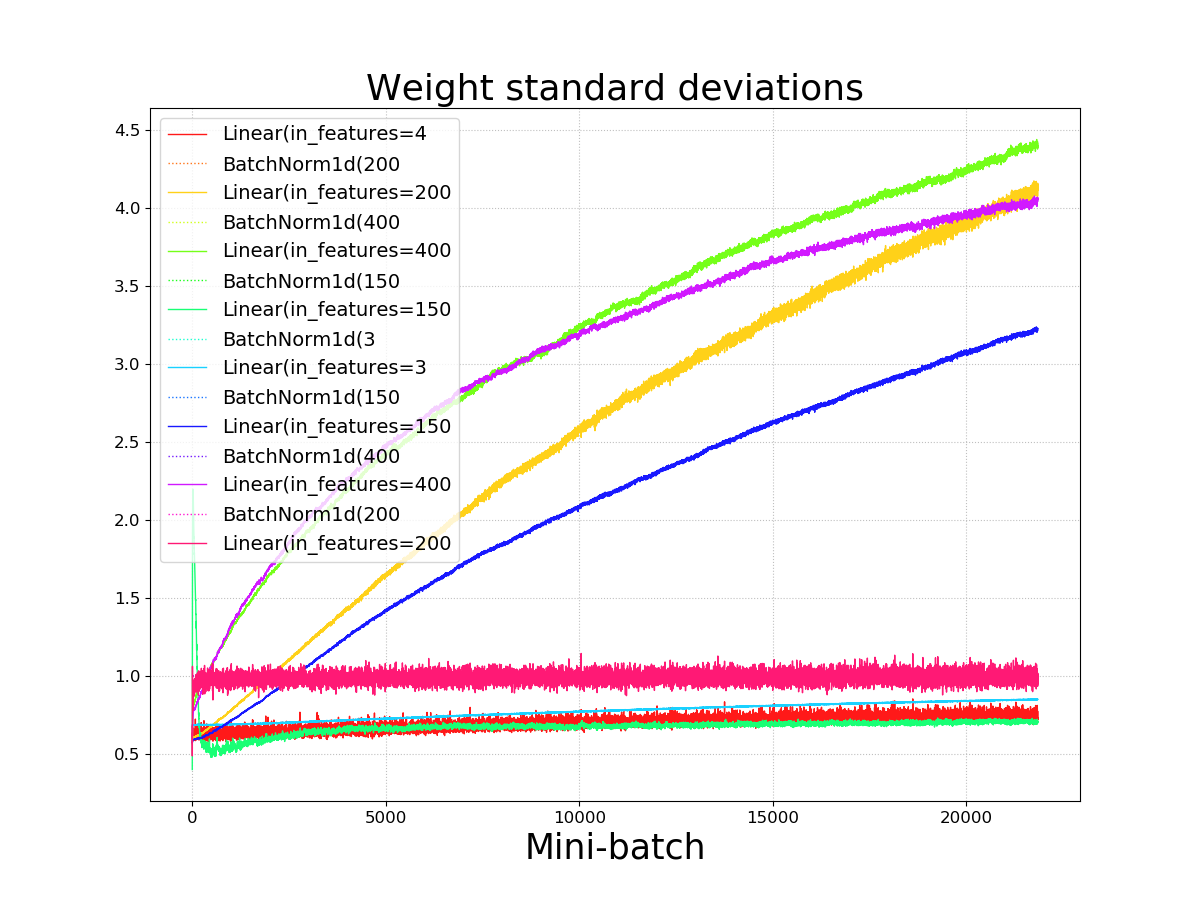 Weight standard deviations
4.5
4.0
3.5
3.0
2.5
2.0
1.5
1.0
0.5
Linear(in_features=4
BatchNorm1d(200
Linear(in_features=200
BatchNorm1d(400
Linear(in_features=400
BatchNorm1d(150
Linear(in_features=150
BatchNorm1d(3
Linear(in_features=3
BatchNorm1d(150
Linear(in_features=150
BatchNorm1d(400
Linear(in_features=400
BatchNorm1d(200
Linear(in_features=200
0 5000 10000 15000 20000
Mini-batch